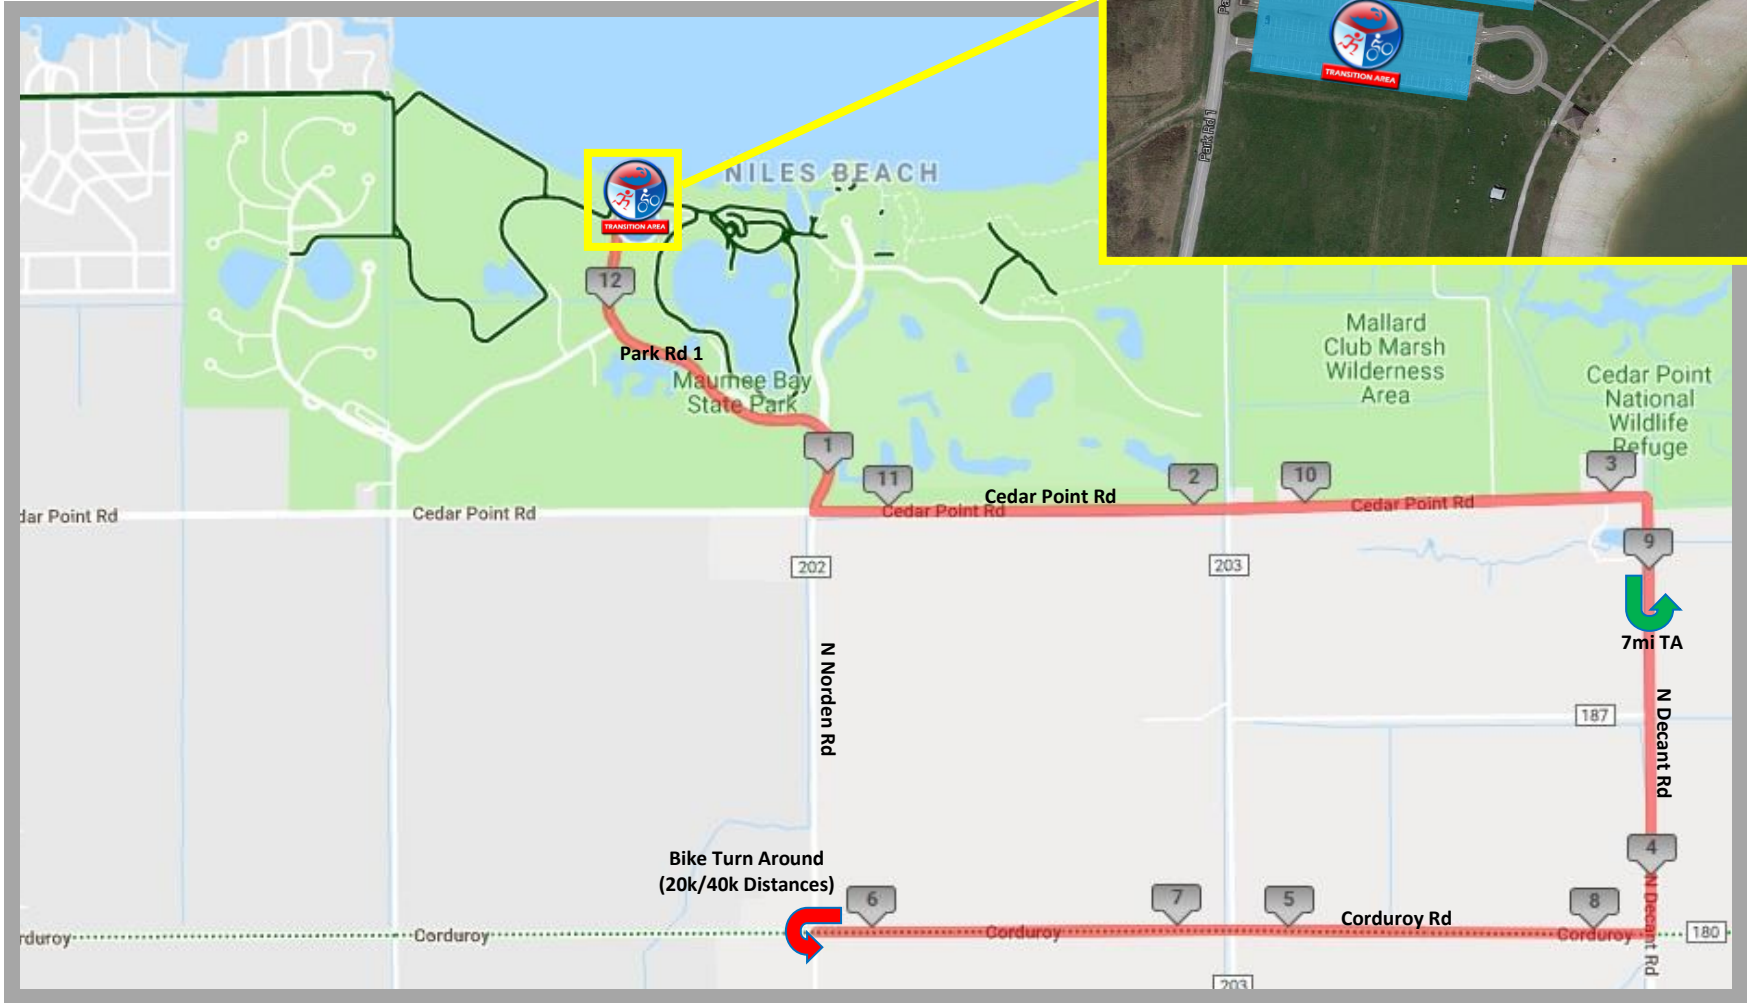 TRANSITION AREA
Park Rd 1
Pa
NILES BEACH
TRANSITION AREA
12
Park Rd 1
Maumee Bay
State Park
Mallard
Club Marsh
Wilderness
Area
Cedar Point
National
Wildlife
Refuge
1
11
2
10
3
Cedar Point Rd
dar Point Rd
Cedar Point Rd
Cedar Point Rd
Cedar Point Rd
9
202
203
7mi TA
N Norden Rd
187
N Decant Rd
4
Bike Turn Around
(20k/40k Distances)
6
7
5
8
Corduroy Rd
rduroy
Corduroy
Corduroy
Corduroy
N Decant Rd
180
203